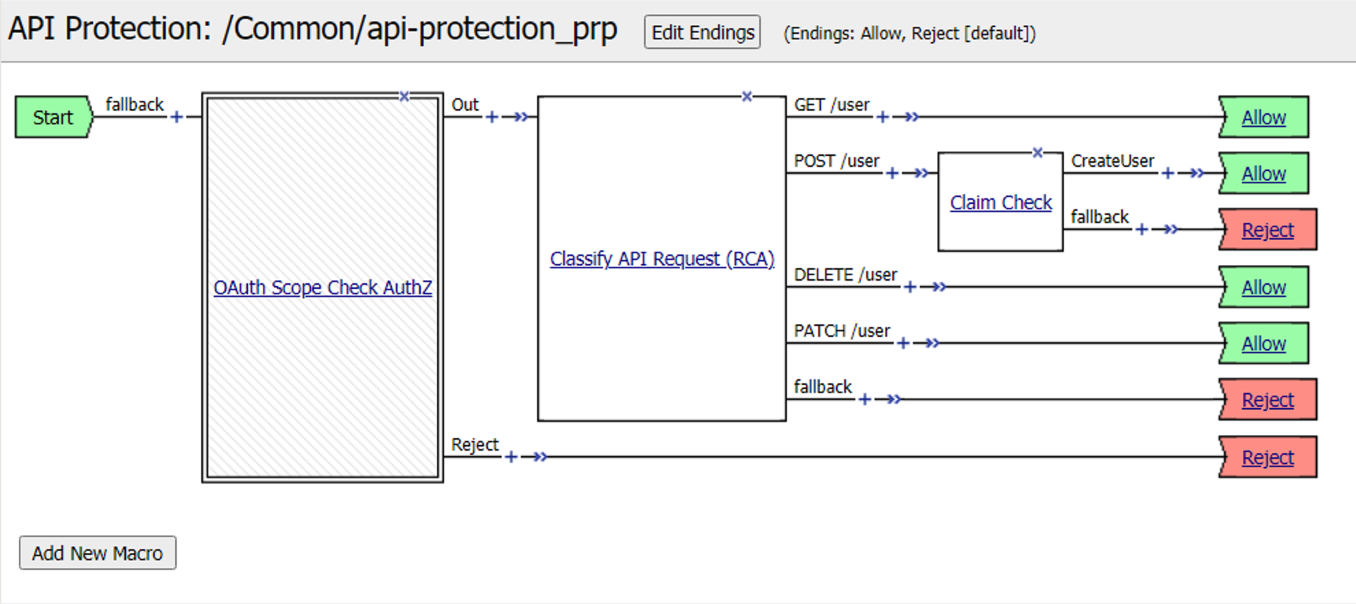 API Protection: /Common/api-protection_prp Edit Endings (Endings: Allow, Reject [default])
Start fallback Out GET /user Allow
POST /user CreateUser Allow
Claim Check
fallback Reject
Classify API Request (RCA)
OAuth Scope Check AuthZ DELETE /user Allow
PATCH /user Allow
fallback Reject
Reject Reject
Add New Macro